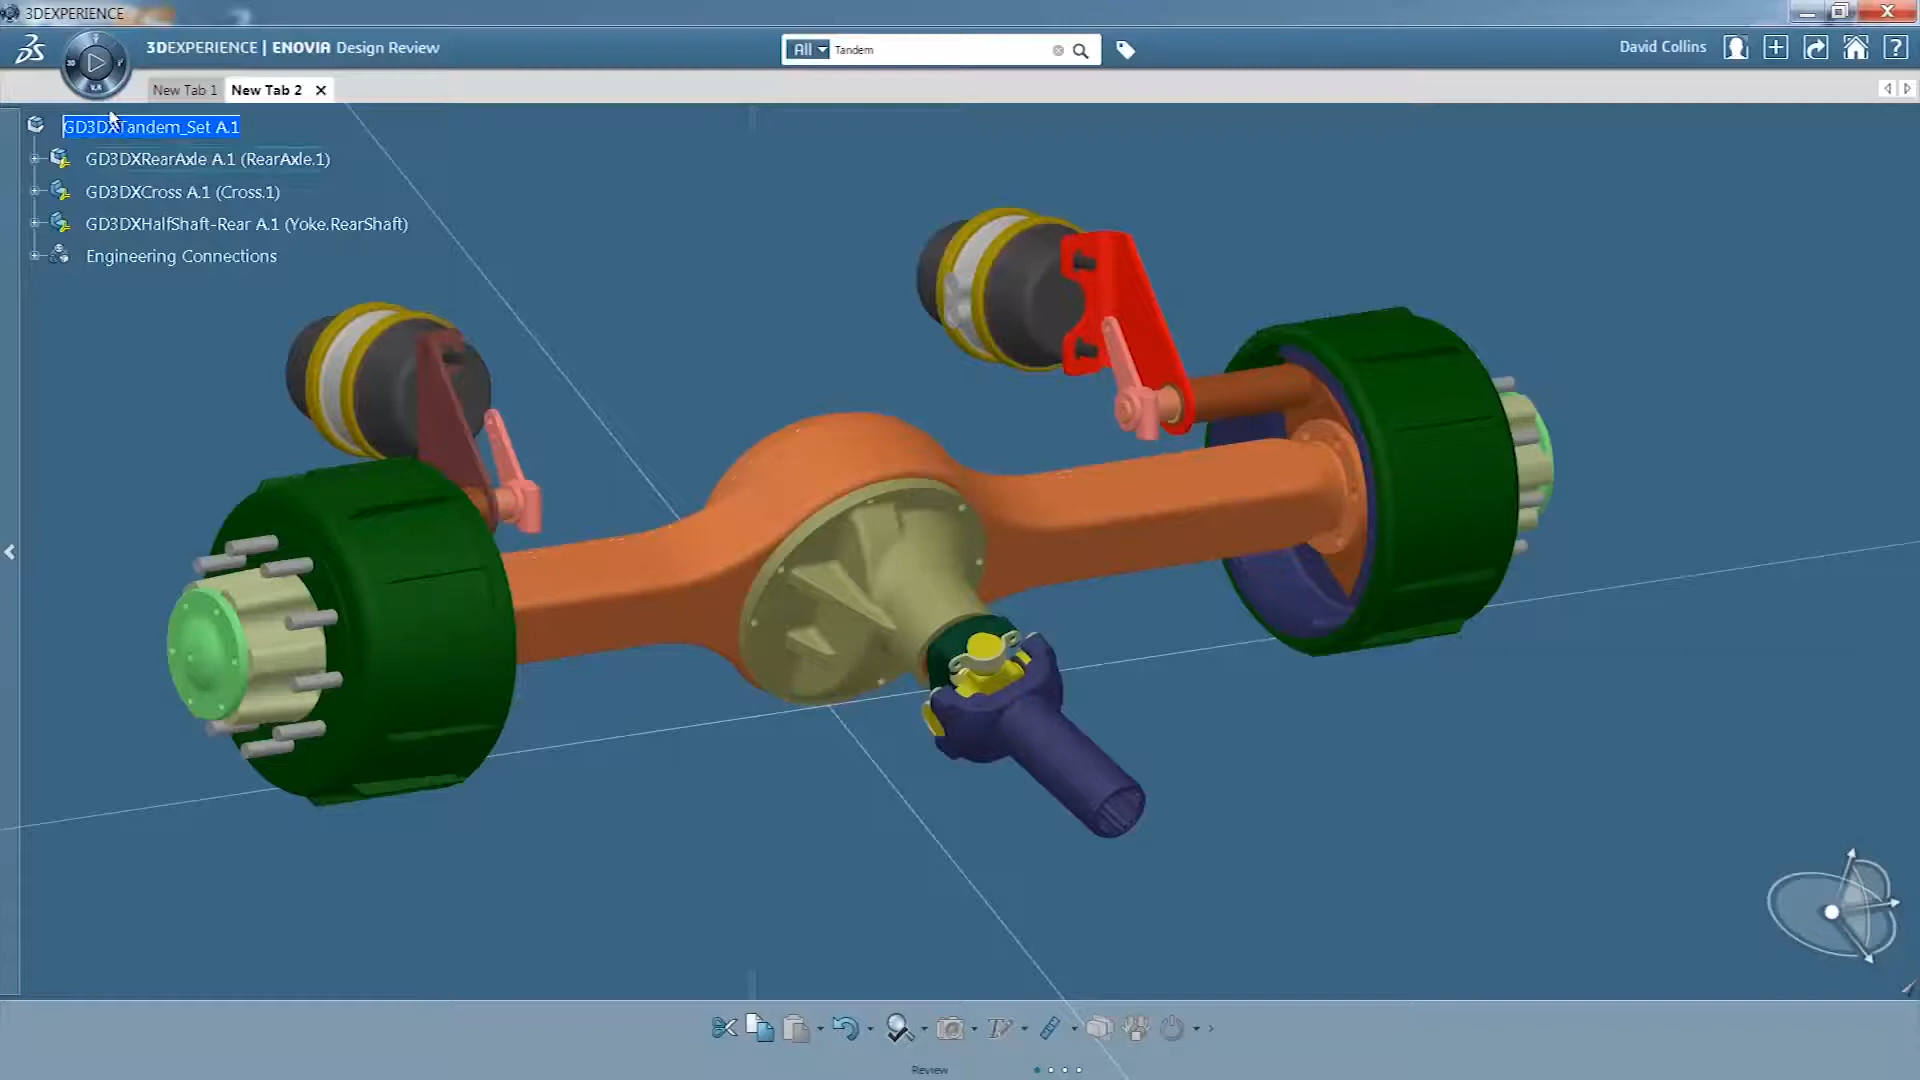 3DEXPERIENCE
3DEXPERIENCE | ENOVIA Design Review
All Tandem
David Collins
New Tab 1
New Tab 2
GD3DXTandem_Set A.1
GD3DXRearAxle A.1 (RearAxle.1)
GD3DXCross A.1 (Cross.1)
GD3DXHalfShaft-Rear A.1 (Yoke.RearShaft)
Engineering Connections
Review